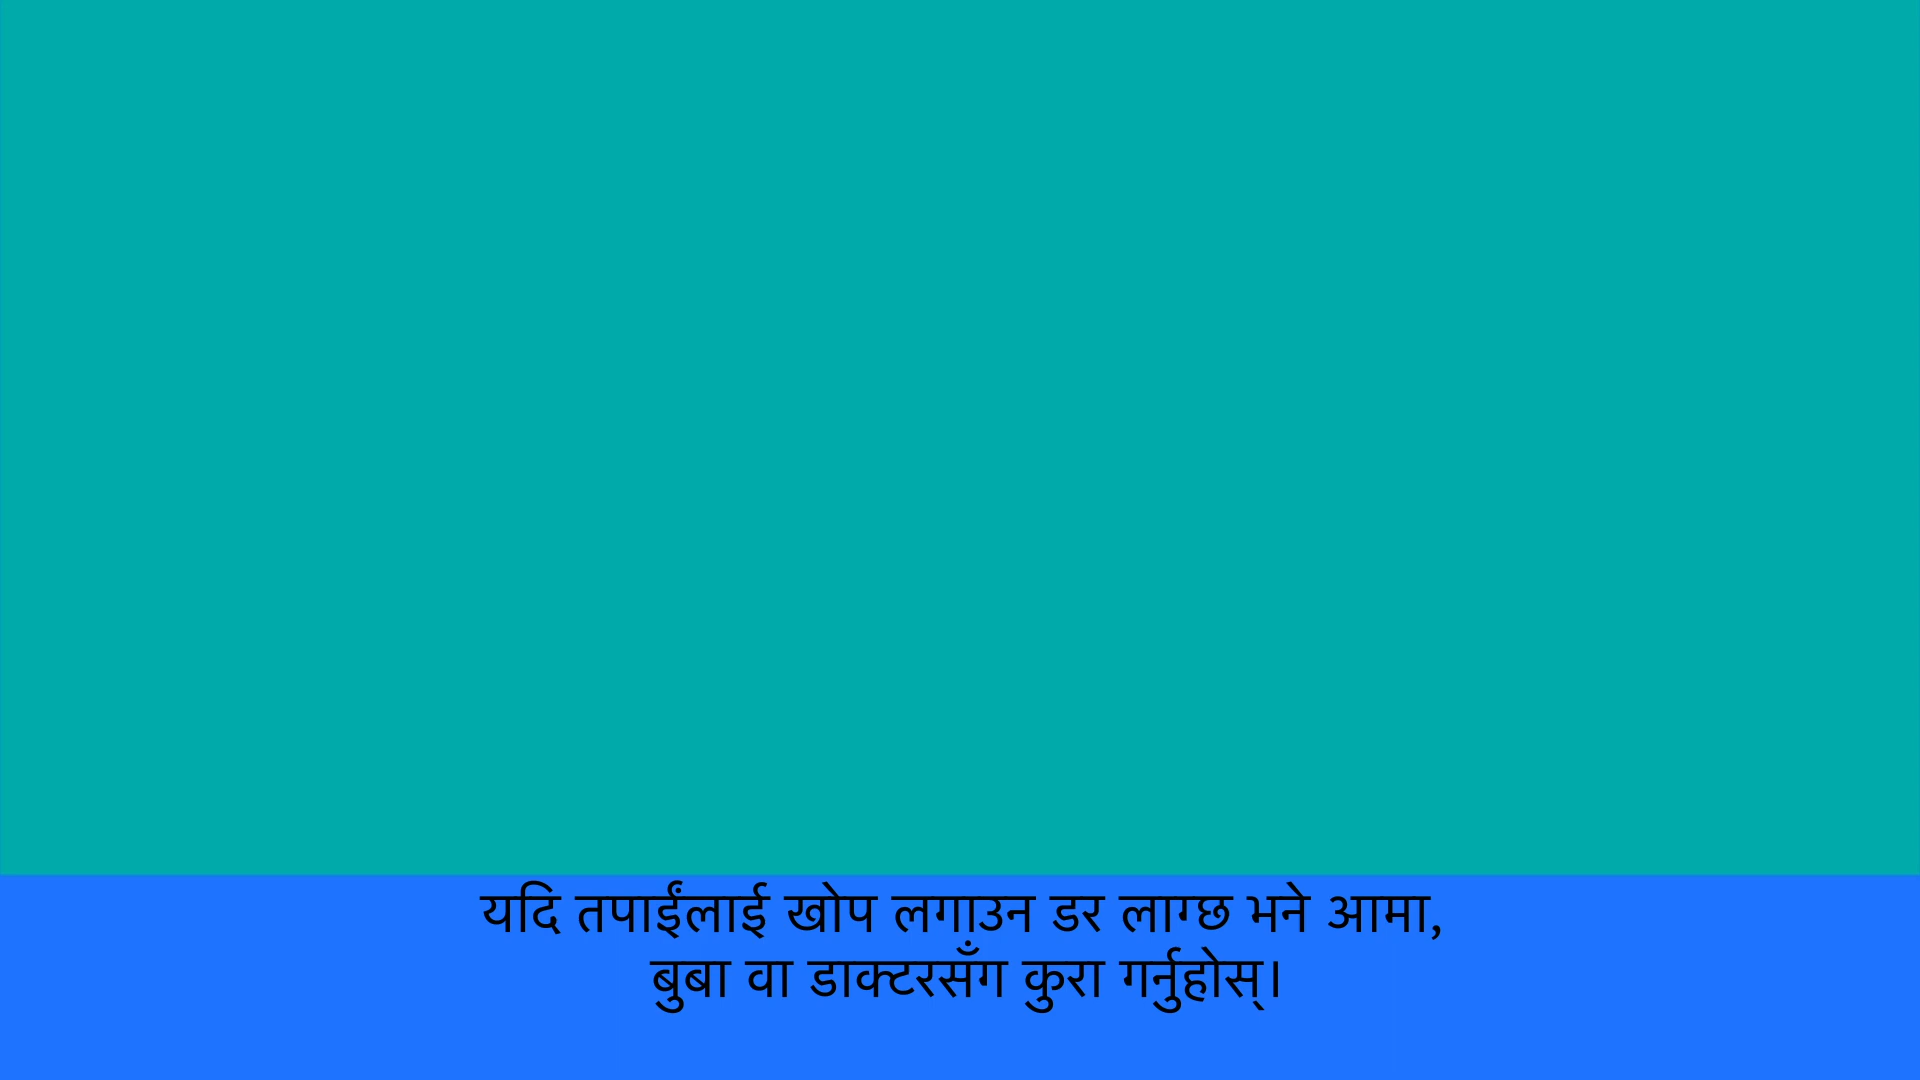 यदि तपाईंलाई खोप लगाउन डर लाग्छ भने आमा,
बुबा वा डाक्टरसँग कुरा गर्नुहोस्।